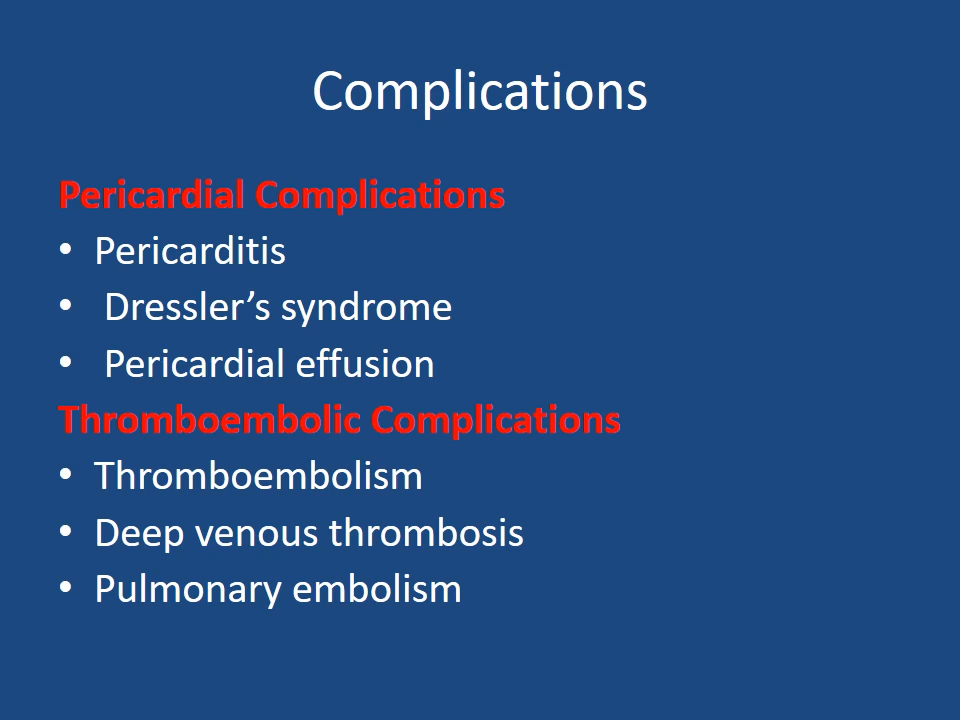 Complications
Pericardial Complications
• Pericarditis
• Dressler’s syndrome
• Pericardial effusion
Thromboembolic Complications
• Thromboembolism
• Deep venous thrombosis
• Pulmonary embolism